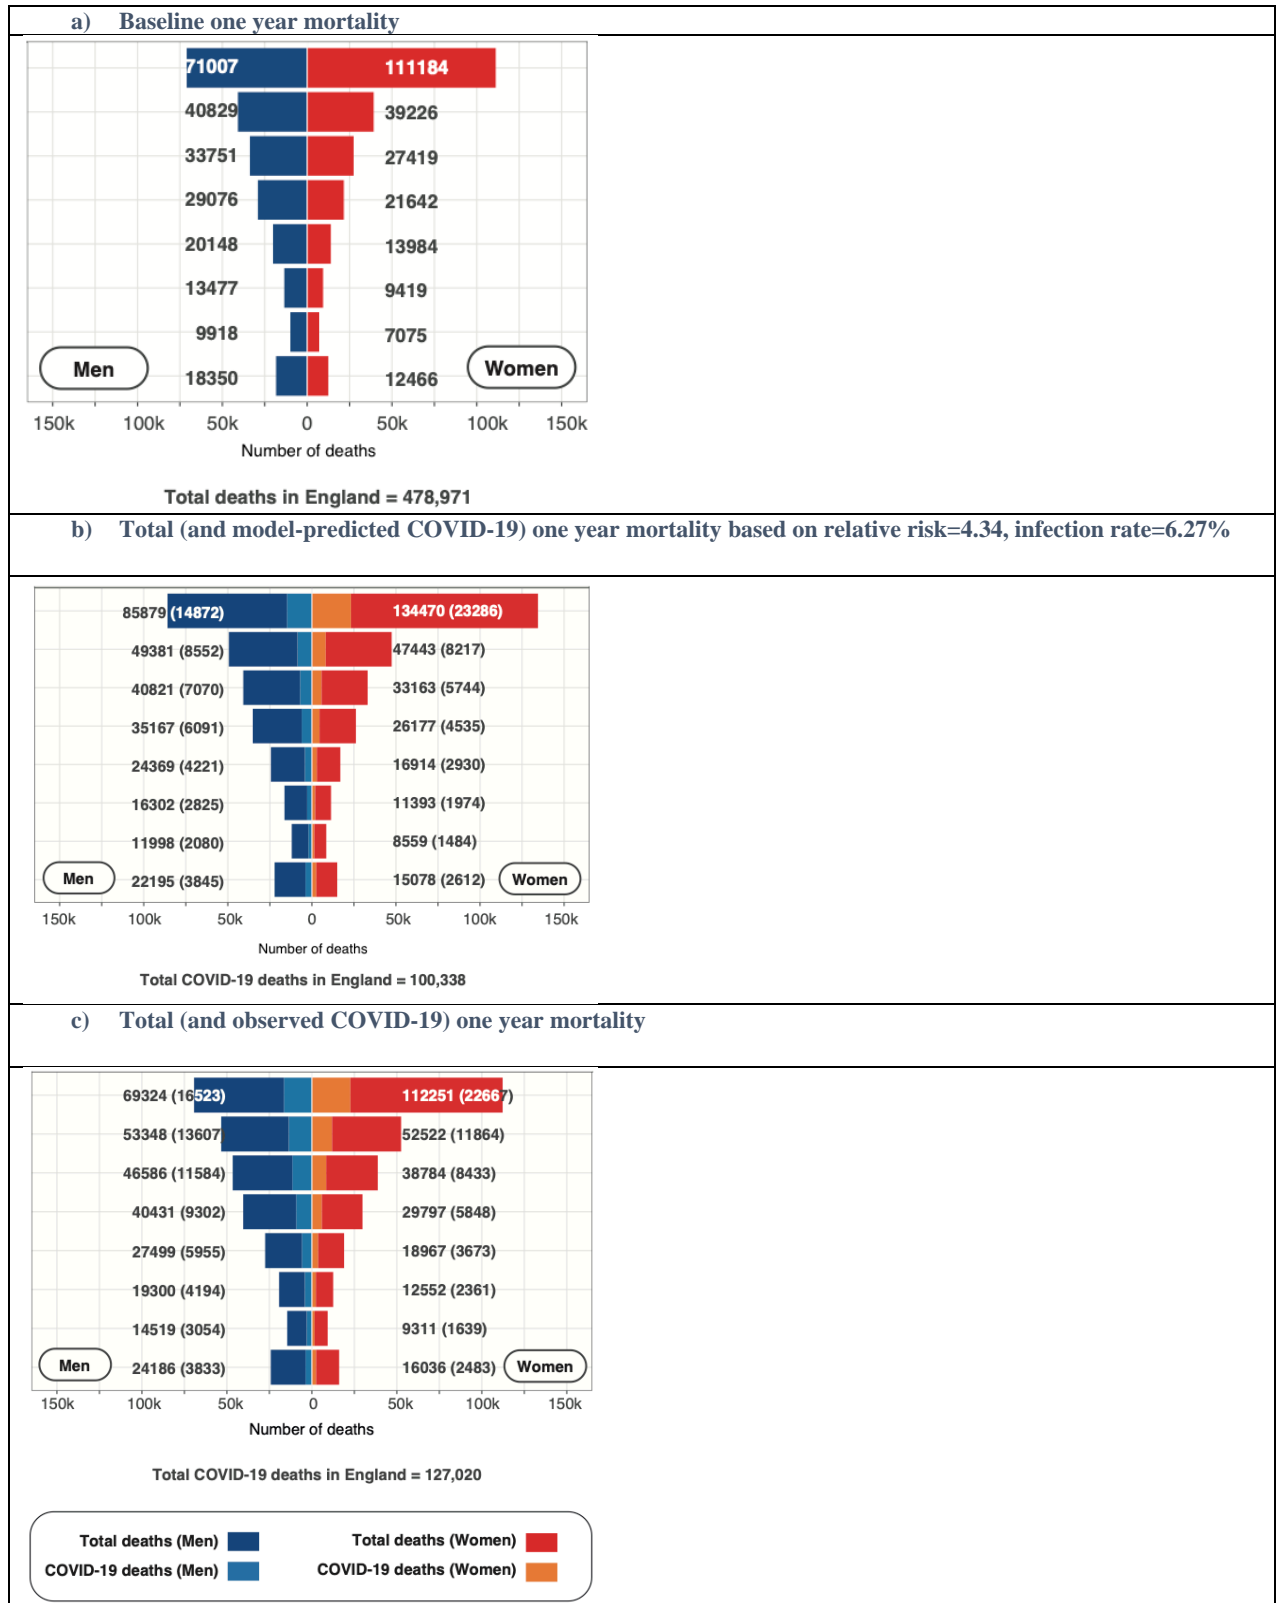 a) Baseline one year mortality
71007 111184
40829 39226
33751 27419
29076 21642
20148 13984
13477 9419
9918 7075
Men 18350 12466 Women
150k 100k 50k 0 50k 100k 150k
Number of deaths
Total deaths in England = 478,971
b) Total (and model-predicted COVID-19) one year mortality based on relative risk=4.34, infection rate=6.27%
85879 (14872) 134470 (23286)
49381 (8552) 47443 (8217)
40821 (7070) 33163 (5744)
35167 (6091) 26177 (4535)
24369 (4221) 16914 (2930)
16302 (2825) 11393 (1974)
11998 (2080) 8559 (1484)
Men 22195 (3845) 15078 (2612) Women
150k 100k 50k 0 50k 100k 150k
Number of deaths
Total COVID-19 deaths in England = 100,338
c) Total (and observed COVID-19) one year mortality
69324 (16523) 112251 (22667)
53348 (13607) 52522 (11864)
46586 (11584) 38784 (8433)
40431 (9302) 29797 (5848)
27499 (5955) 18967 (3673)
19300 (4194) 12552 (2361)
14519 (3054) 9311 (1639)
Men 24186 (3833) 16036 (2483) Women
150k 100k 50k 0 50k 100k 150k
Number of deaths
Total COVID-19 deaths in England = 127,020
Total deaths (Men) Total deaths (Women)
COVID-19 deaths (Men) COVID-19 deaths (Women)